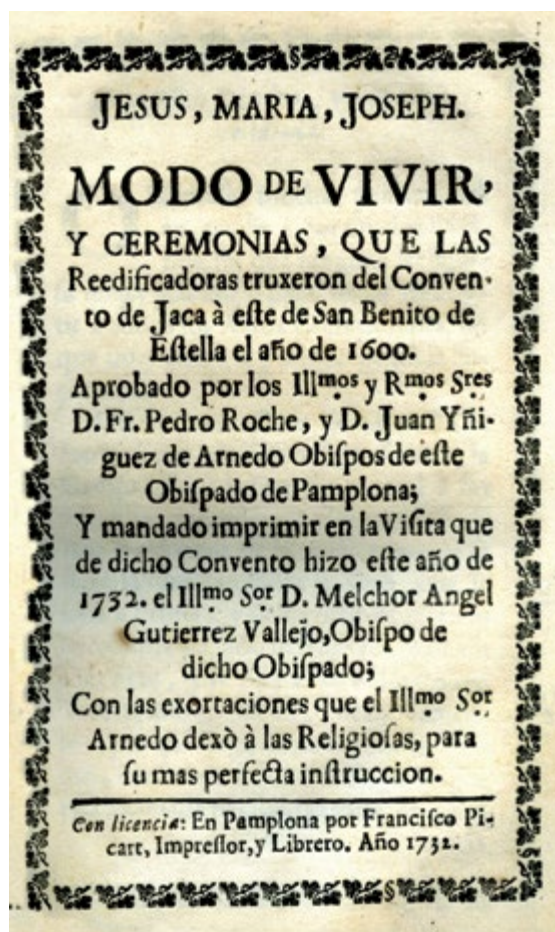 JESUS, MARIA, JOSEPH.
MODO DE VIVIR,
Y CEREMONIAS, QUE LAS
Reedificadoras truxeron del Conven-
to de Jaca à eſte de San Benito de
Eſtella el año de 1600.
Aprobado por los Illᵐᵒˢ y Rᵐᵒˢ Sʳᵉˢ
D. Fr. Pedro Roche, y D. Juan Yñi-
guez de Arnedo Obiſpos de eſte
Obiſpado de Pamplona;
Y mandado imprimir en la Viſita que
de dicho Convento hizo eſte año de
1732. el Illᵐᵒ Sᵒʳ D. Melchor Angel
Gutierrez Vallejo, Obiſpo de
dicho Obiſpado;
Con las exortaciones que el Illᵐᵒ Sᵒʳ
Arnedo dexò à las Religioſas, para
ſu mas perfecta inſtruccion.
Con licencia: En Pamplona por Franciſco Pi-
cart, Impreſſor, y Librero. Año 1732.